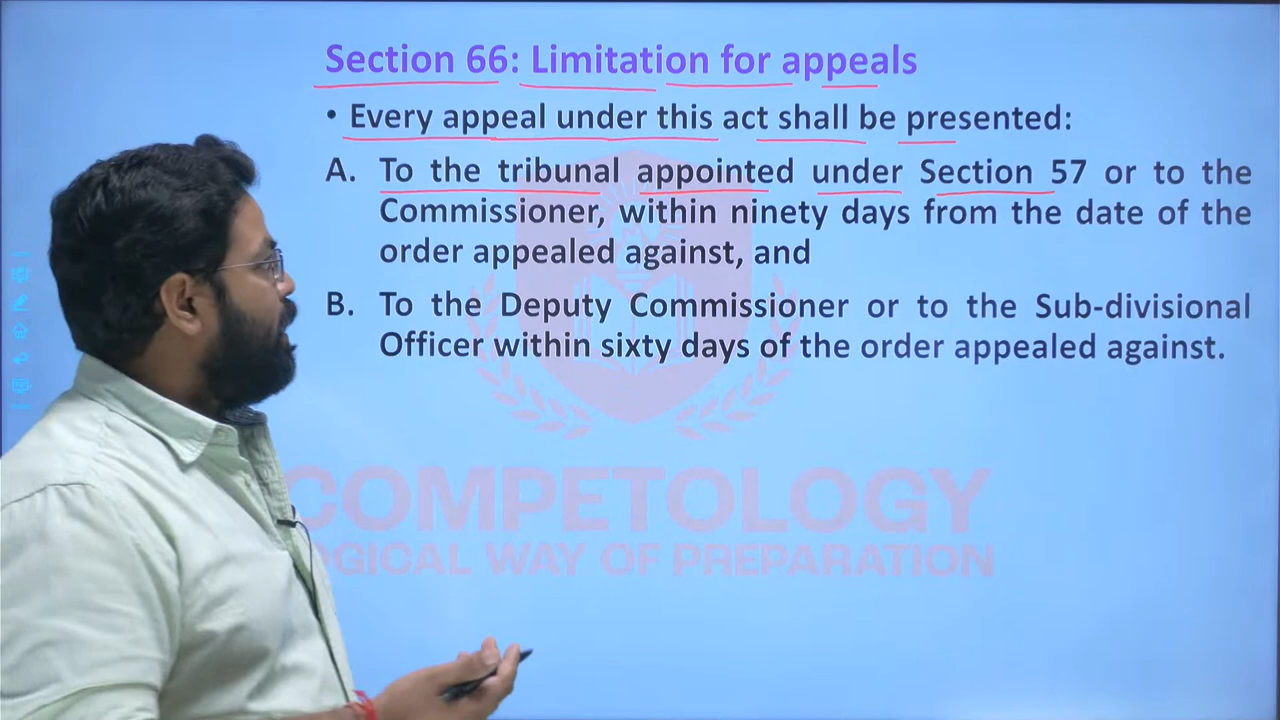 Section 66: Limitation for appeals
• Every appeal under this act shall be presented:
A. To the tribunal appointed under Section 57 or to the
Commissioner, within ninety days from the date of the
order appealed against, and
B. To the Deputy Commissioner or to the Sub-divisional
Officer within sixty days of the order appealed against.
COMPETOLOGY
OGICAL WAY OF PREPARATION